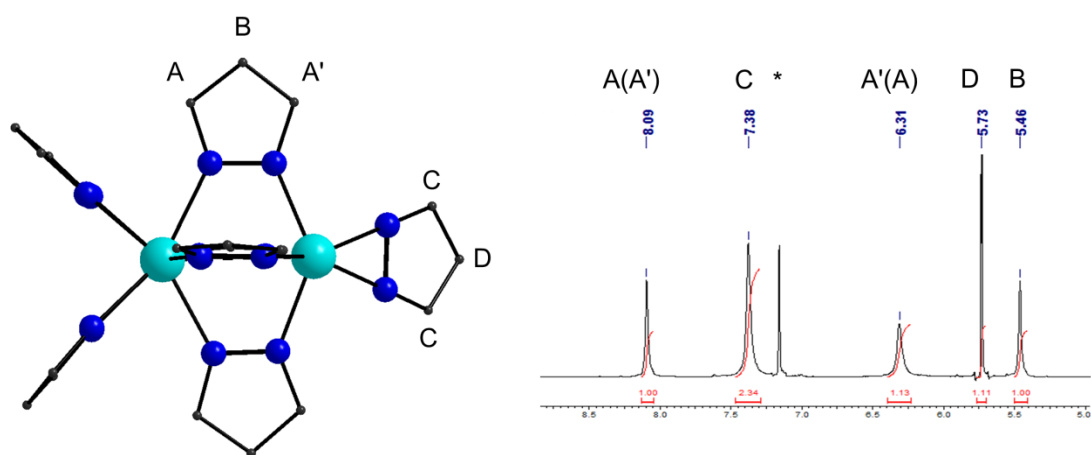 B
A
A'
C
D
C
A(A') C * A'(A) D B
8.09 7.38 6.31 5.73 5.46
1.00 2.34 1.13 1.11 1.00
8.5 8.0 7.5 7.0 6.5 6.0 5.5 5.0